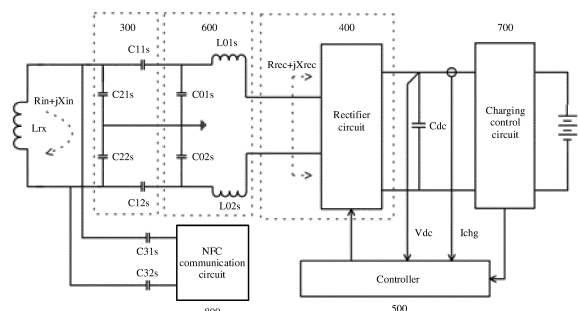 300
600
400
700
C11s
L01s
Rrec+jXrec
Rin+jXin
Lrx
C21s
C01s
Rectifier
circuit
Cdc
Charging
control
circuit
C22s
C02s
C12s
L02s
C31s
C32s
NFC
communication
circuit
Vdc
Ichg
Controller
800
500